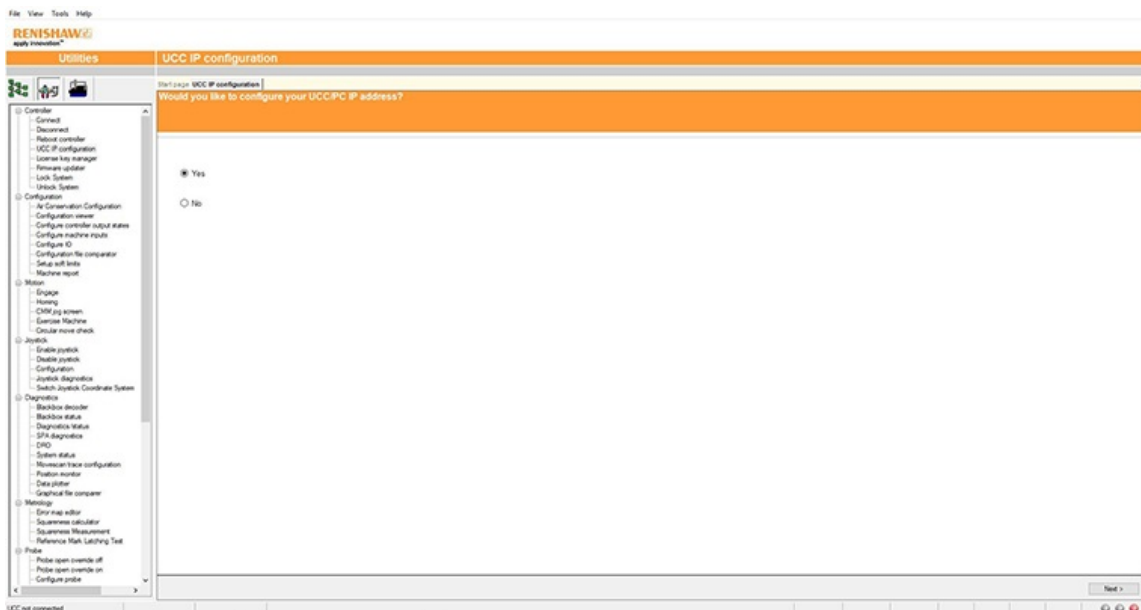 File View Tools Help
RENISHAW
apply innovation™
Utilities
UCC IP configuration
Start page UCC IP configuration
Would you like to configure your UCC/PC IP address?
Controller
Connect
Disconnect
Reboot controller
UCC IP configuration
License key manager
Firmware updater
Lock System
Unlock System
Configuration
Air Conservation Configuration
Configuration viewer
Configure controller output states
Configure machine inputs
Configure IO
Configuration file comparator
Setup soft limits
Machine report
Motion
Engage
Homing
CMM jog screen
Exercise Machine
Circular move check
Joystick
Enable joystick
Disable joystick
Configuration
Joystick diagnostics
Switch Joystick Coordinate System
Diagnostics
Blackbox decoder
Blackbox status
Diagnostics status
SPA diagnostics
DRO
System status
Movescan trace configuration
Position monitor
Data plotter
Graphical file comparer
Metrology
Error map editor
Squareness calculator
Squareness Measurement
Reference Mark Latching Test
Probe
Probe open override off
Probe open override on
Configure probe
Yes
No
Next >
UCC not connected